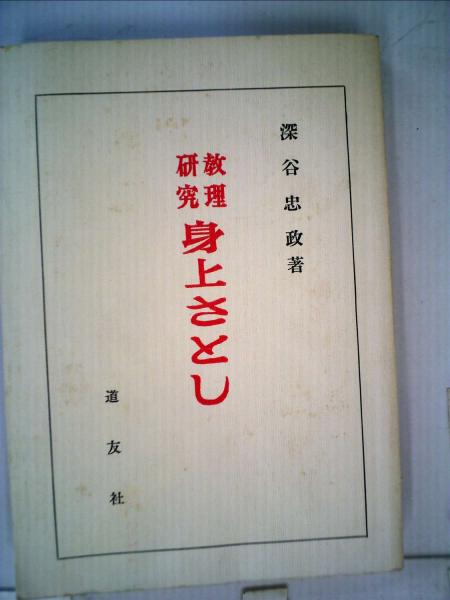 深谷忠政著
教理
研究
身上さとし
道友社